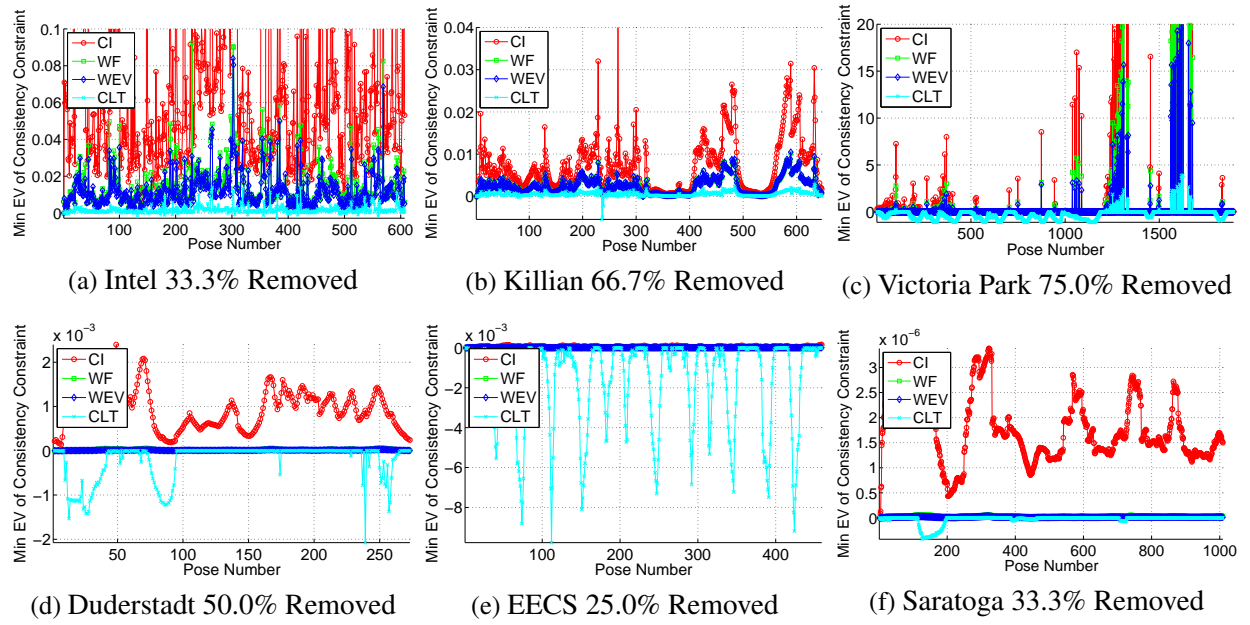 Min EV of Consistency Constraint
0.1
0.08
0.06
0.04
0.02
0
CI
WF
WEV
CLT
100 200 300 400 500 600
Pose Number
(a) Intel 33.3% Removed
Min EV of Consistency Constraint
0.04
0.03
0.02
0.01
0
CI
WF
WEV
CLT
100 200 300 400 500 600
Pose Number
(b) Killian 66.7% Removed
Min EV of Consistency Constraint
20
15
10
5
0
CI
WF
WEV
CLT
500 1000 1500
Pose Number
(c) Victoria Park 75.0% Removed
Min EV of Consistency Constraint
x 10⁻³
2
1
0
−1
−2
CI
WF
WEV
CLT
50 100 150 200 250
Pose Number
(d) Duderstadt 50.0% Removed
Min EV of Consistency Constraint
x 10⁻³
0
−2
−4
−6
−8
CI
WF
WEV
CLT
100 200 300 400
Pose Number
(e) EECS 25.0% Removed
Min EV of Consistency Constraint
x 10⁻⁶
3
2.5
2
1.5
1
0.5
0
CI
WF
WEV
CLT
200 400 600 800 1000
Pose Number
(f) Saratoga 33.3% Removed